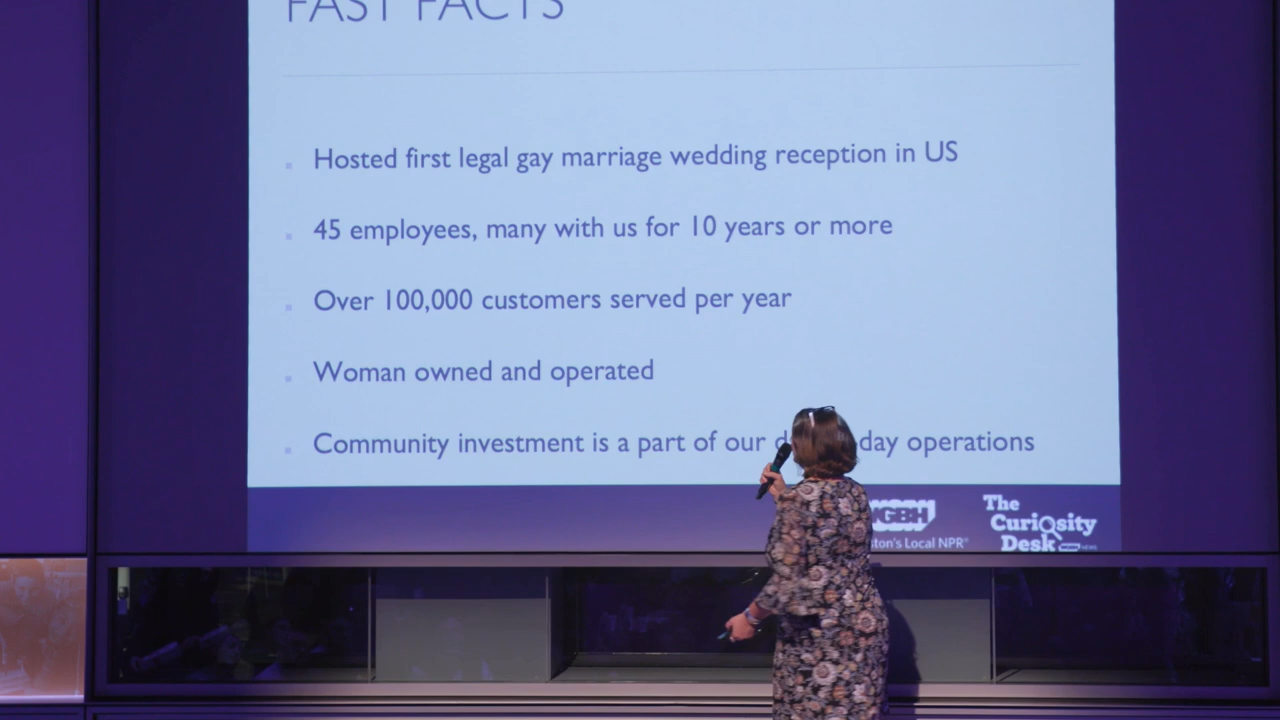 FAST FACTS
Hosted first legal gay marriage wedding reception in US
45 employees, many with us for 10 years or more
Over 100,000 customers served per year
Woman owned and operated
Community investment is a part of our day operations
WGBH
The
ston's Local NPR®
Curiosity
Desk